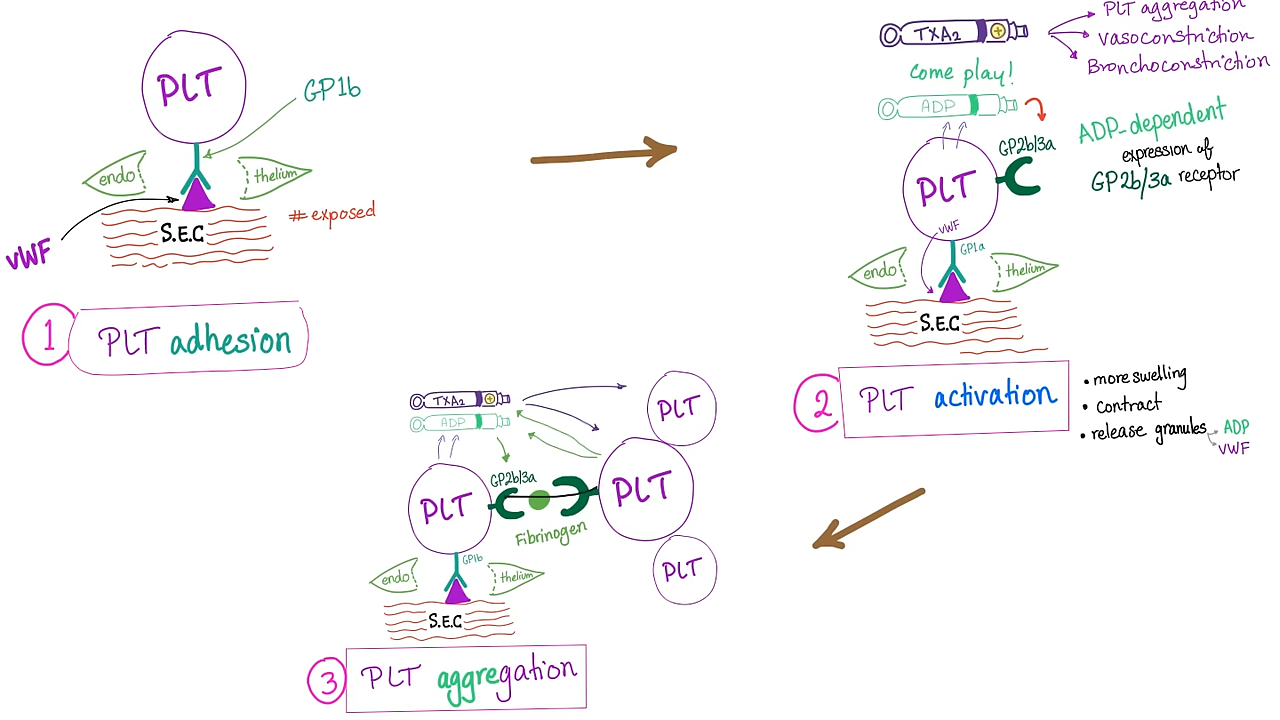 PLT
GP1b
endo
thelium
vWF
S.E.C
# exposed
1
PLT adhesion
TXA2 +
PLT aggregation
vasoconstriction
Bronchoconstriction
Come play!
ADP
GP2b/3a
ADP-dependent
expression of
GP2b/3a receptor
PLT
vWF
GP1a
endo
thelium
S.E.C
2
PLT activation
• more swelling
• contract
• release granules
ADP
vWF
TXA2 +
ADP
PLT
GP2b/3a
PLT
PLT
Fibrinogen
GP1b
endo
thelium
PLT
S.E.C
3
PLT aggregation